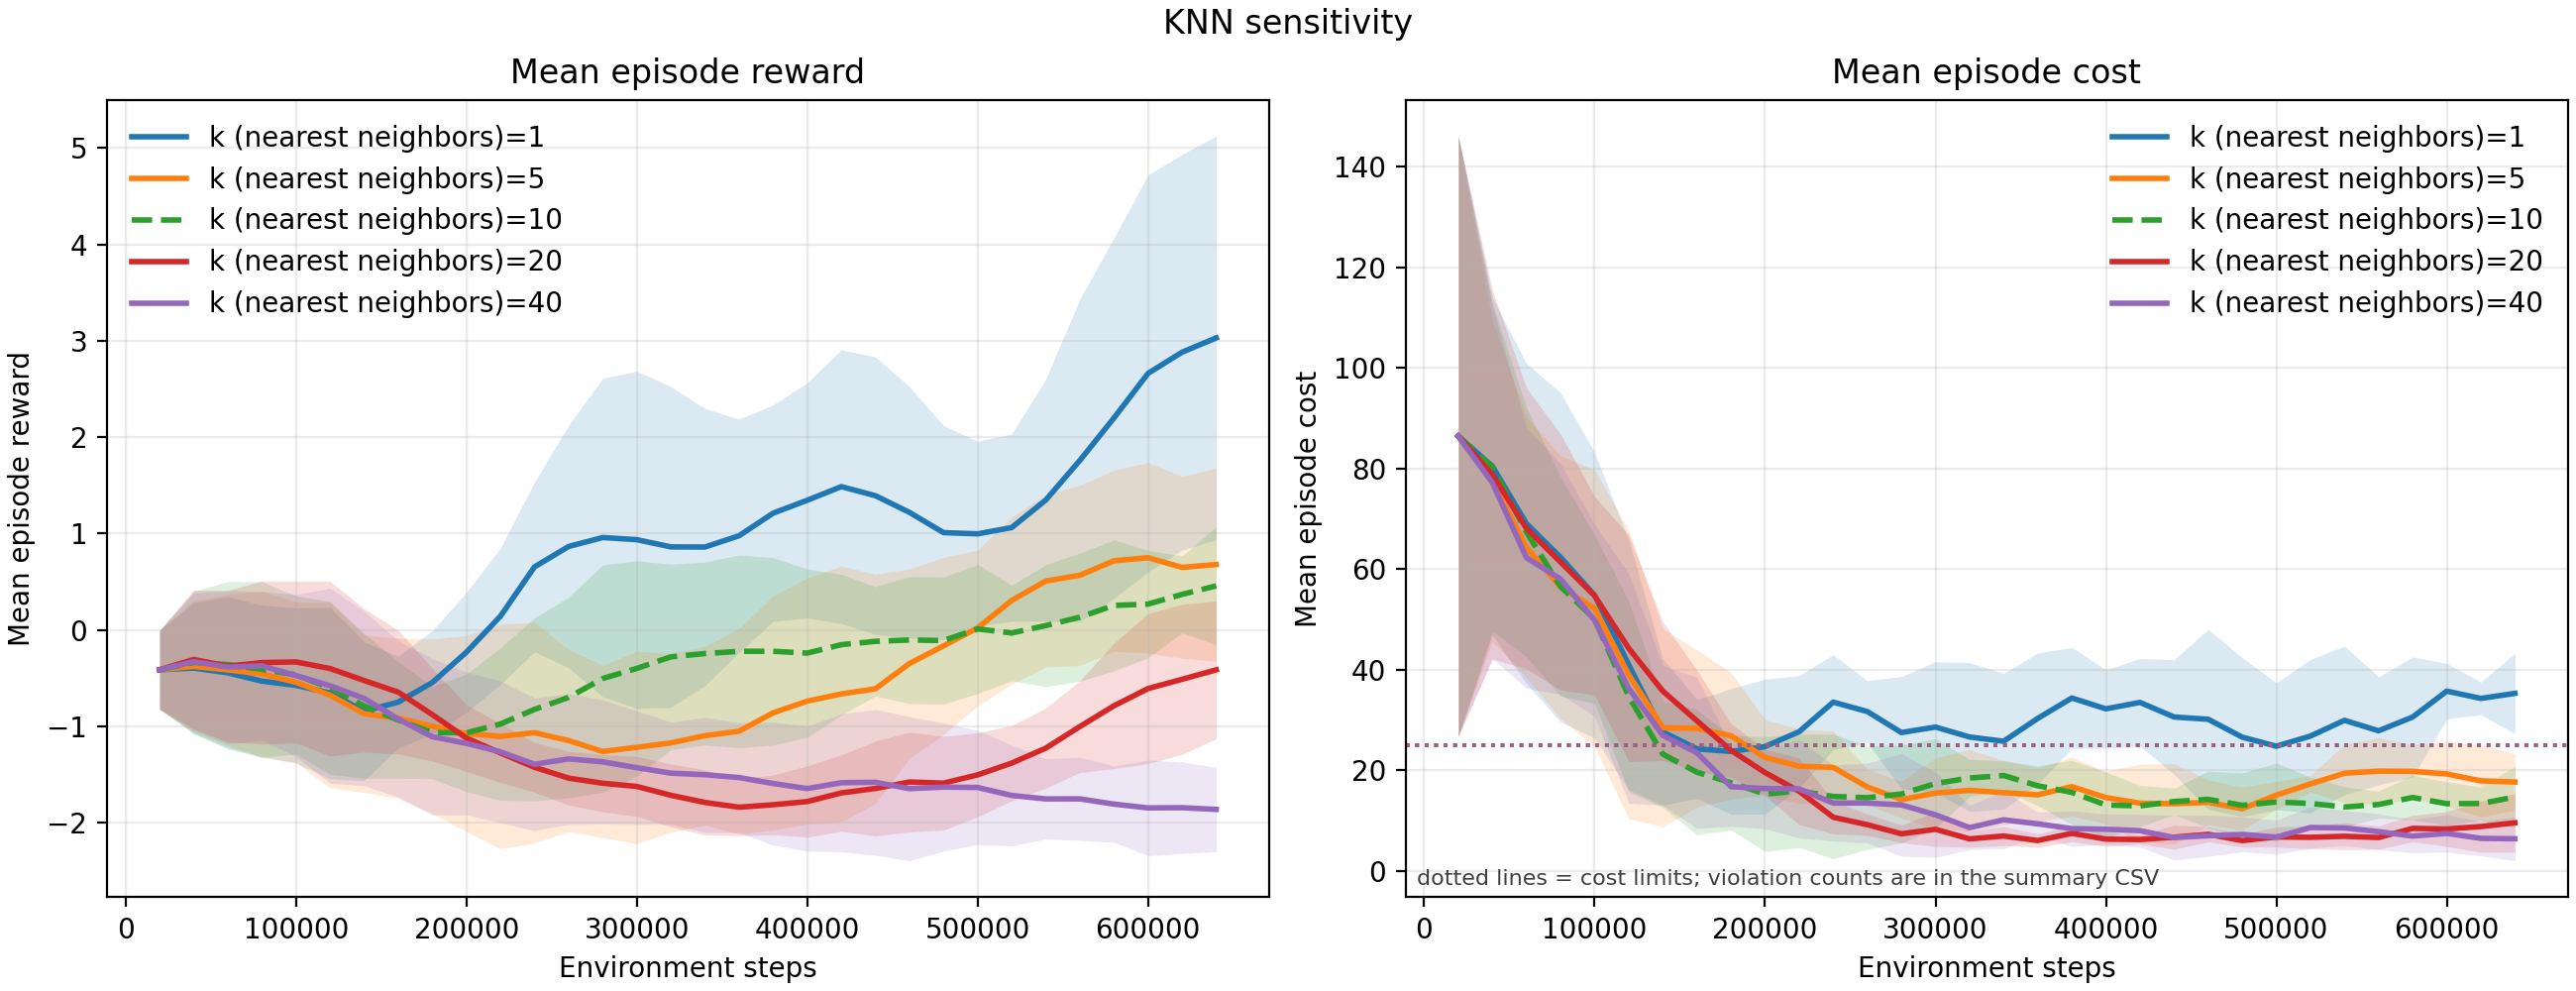 KNN sensitivity
Mean episode reward
Mean episode reward
5
4
3
2
1
0
−1
−2
k (nearest neighbors)=1
k (nearest neighbors)=5
k (nearest neighbors)=10
k (nearest neighbors)=20
k (nearest neighbors)=40
0
100000
200000
300000
400000
500000
600000
Environment steps
Mean episode cost
Mean episode cost
140
120
100
80
60
40
20
0
k (nearest neighbors)=1
k (nearest neighbors)=5
k (nearest neighbors)=10
k (nearest neighbors)=20
k (nearest neighbors)=40
dotted lines = cost limits; violation counts are in the summary CSV
0
100000
200000
300000
400000
500000
600000
Environment steps